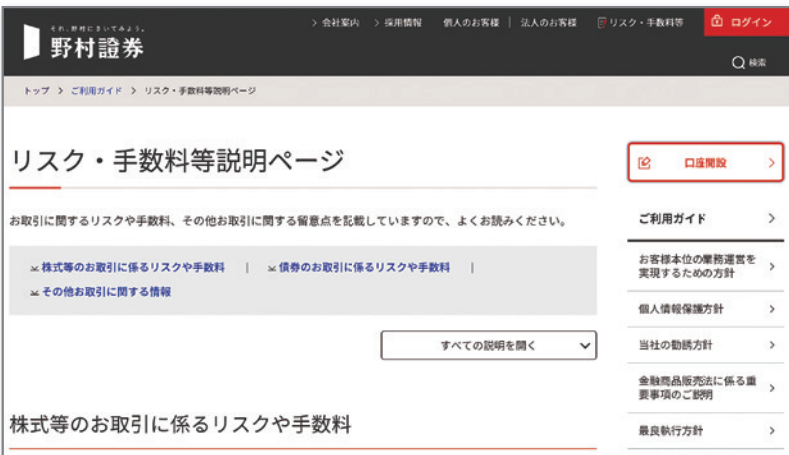 それ、野村にきいてみよう。
野村證券
会社案内
採用情報
個人のお客様
法人のお客様
リスク・手数料等
ログイン
検索
トップ > ご利用ガイド > リスク・手数料等説明ページ
リスク・手数料等説明ページ
お取引に関するリスクや手数料、その他お取引に関する留意点を記載していますので、よくお読みください。
株式等のお取引に係るリスクや手数料 | 債券のお取引に係るリスクや手数料 |
その他お取引に関する情報
すべての説明を開く
株式等のお取引に係るリスクや手数料
口座開設
ご利用ガイド
お客様本位の業務運営を
実現するための方針
個人情報保護方針
当社の勧誘方針
金融商品販売法に係る重
要事項のご説明
最良執行方針